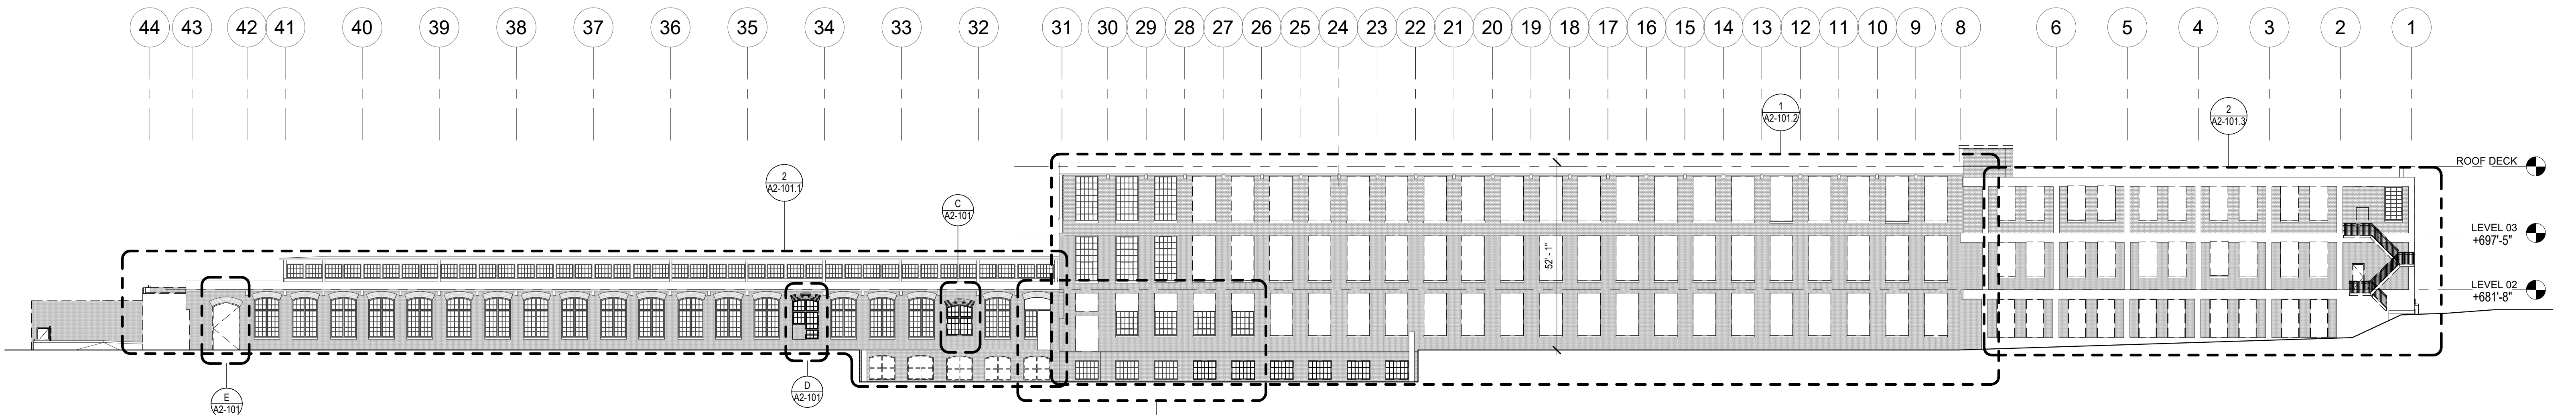 44 43 42 41 40 39 38 37 36 35 34 33 32 31 30 29 28 27 26 25 24 23 22 21 20 19 18 17 16 15 14 13 12 11 10 9 8 6 5 4 3 2 1
1
A2-101.2
2
A2-101.3
ROOF DECK
2
A2-101.1
C
A2-101
LEVEL 03
+697'-5"
52' - 1"
LEVEL 02
+681'-8"
E
A2-101
D
A2-101